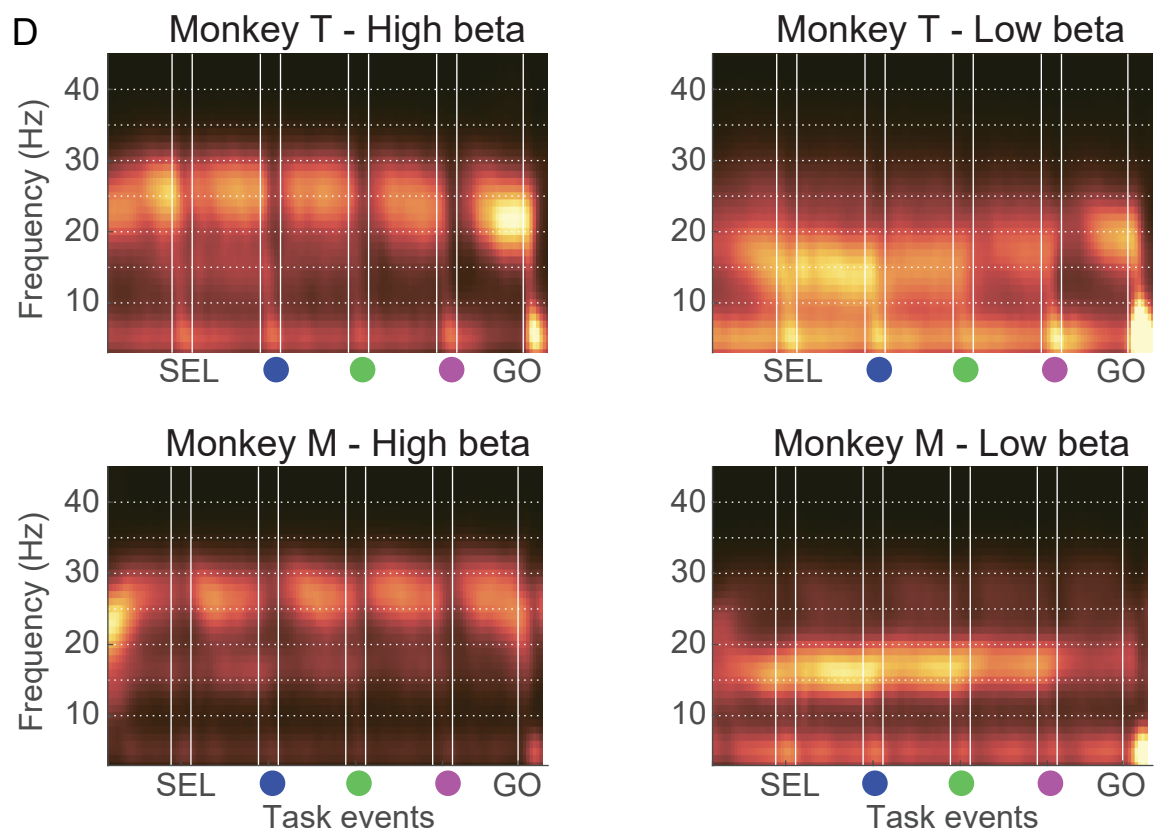 D
Monkey T - High beta
Monkey T - Low beta
Frequency (Hz)
40
30
20
10
SEL
GO
40
30
20
10
SEL
GO
Monkey M - High beta
Monkey M - Low beta
Frequency (Hz)
40
30
20
10
SEL
GO
Task events
40
30
20
10
SEL
GO
Task events